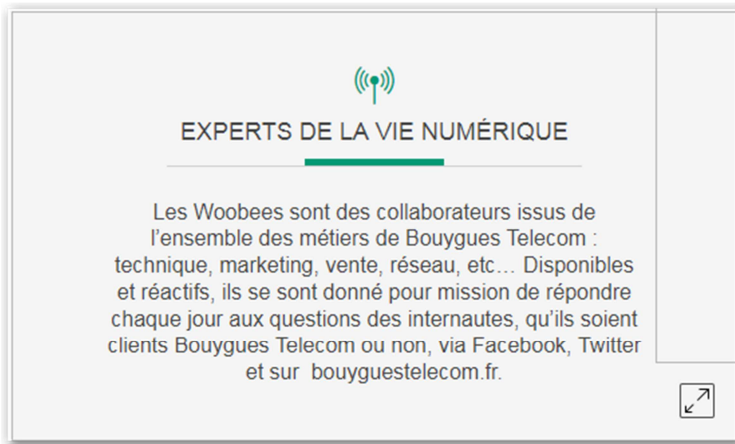 EXPERTS DE LA VIE NUMÉRIQUE
Les Woobees sont des collaborateurs issus de
l’ensemble des métiers de Bouygues Telecom :
technique, marketing, vente, réseau, etc… Disponibles
et réactifs, ils se sont donné pour mission de répondre
chaque jour aux questions des internautes, qu’ils soient
clients Bouygues Telecom ou non, via Facebook, Twitter
et sur bouyguestelecom.fr.